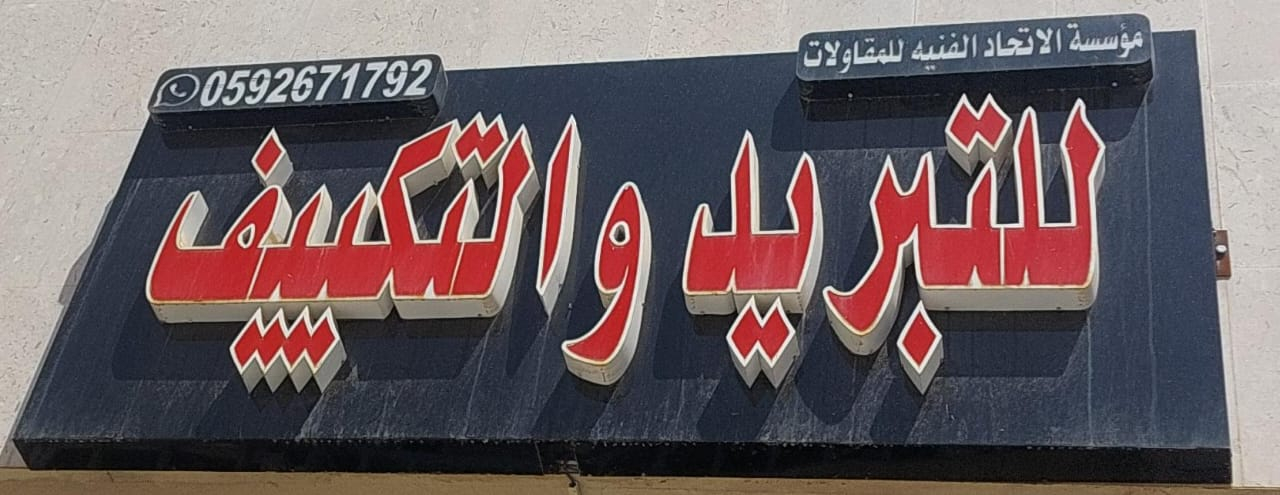 مؤسسة الاتحاد الفنيه للمقاولات
0592671792
للتبريد والتكييف